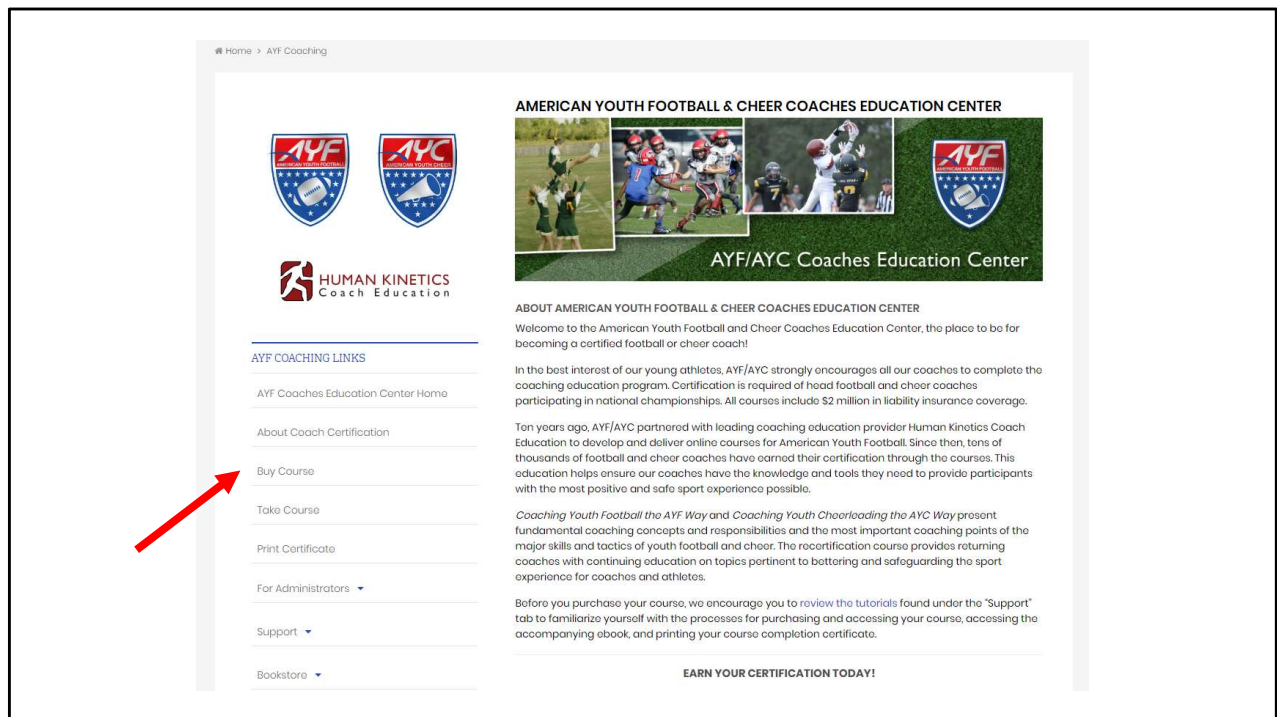 Home > AYF Coaching
AYF
AMERICAN YOUTH FOOTBALL
AYC
AMERICAN YOUTH CHEER
HUMAN KINETICS
Coach Education
AYF COACHING LINKS
AYF Coaches Education Center Home
About Coach Certification
Buy Course
Take Course
Print Certificate
For Administrators
Support
Bookstore
AMERICAN YOUTH FOOTBALL & CHEER COACHES EDUCATION CENTER
1
7
AYF
AMERICAN YOUTH FOOTBALL
AYF/AYC Coaches Education Center
ABOUT AMERICAN YOUTH FOOTBALL & CHEER COACHES EDUCATION CENTER
Welcome to the American Youth Football and Cheer Coaches Education Center, the place to be for
becoming a certified football or cheer coach!
In the best interest of our young athletes, AYF/AYC strongly encourages all our coaches to complete the
coaching education program. Certification is required of head football and cheer coaches
participating in national championships. All courses include $2 million in liability insurance coverage.
Ten years ago, AYF/AYC partnered with leading coaching education provider Human Kinetics Coach
Education to develop and deliver online courses for American Youth Football. Since then, tens of
thousands of football and cheer coaches have earned their certification through the courses. This
education helps ensure our coaches have the knowledge and tools they need to provide participants
with the most positive and safe sport experience possible.
Coaching Youth Football the AYF Way and Coaching Youth Cheerleading the AYC Way present
fundamental coaching concepts and responsibilities and the most important coaching points of the
major skills and tactics of youth football and cheer. The recertification course provides returning
coaches with continuing education on topics pertinent to bettering and safeguarding the sport
experience for coaches and athletes.
Before you purchase your course, we encourage you to review the tutorials found under the "Support"
tab to familiarize yourself with the processes for purchasing and accessing your course, accessing the
accompanying ebook, and printing your course completion certificate.
EARN YOUR CERTIFICATION TODAY!